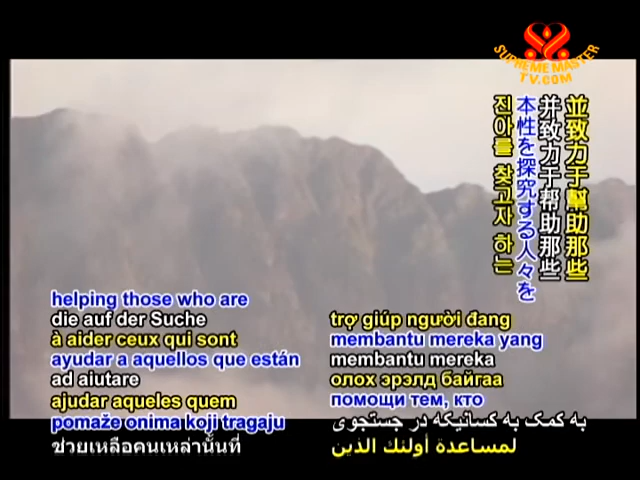 SUPREME MASTER
TV.COM
並致力于幫助那些
并致力于帮助那些
本性を探究する人々を
진아를 찾고자 하는
helping those who are
die auf der Suche
à aider ceux qui sont
ayudar a aquellos que están
ad aiutare
ajudar aqueles quem
pomaže onima koji tragaju
ช่วยเหลือคนเหล่านั้นที่
trợ giúp người đang
membantu mereka yang
membantu mereka
олох эрэлд байгаа
помощи тем, кто
به کمک به کسانیکه در جستجوی
لمساعدة أولئك الذين